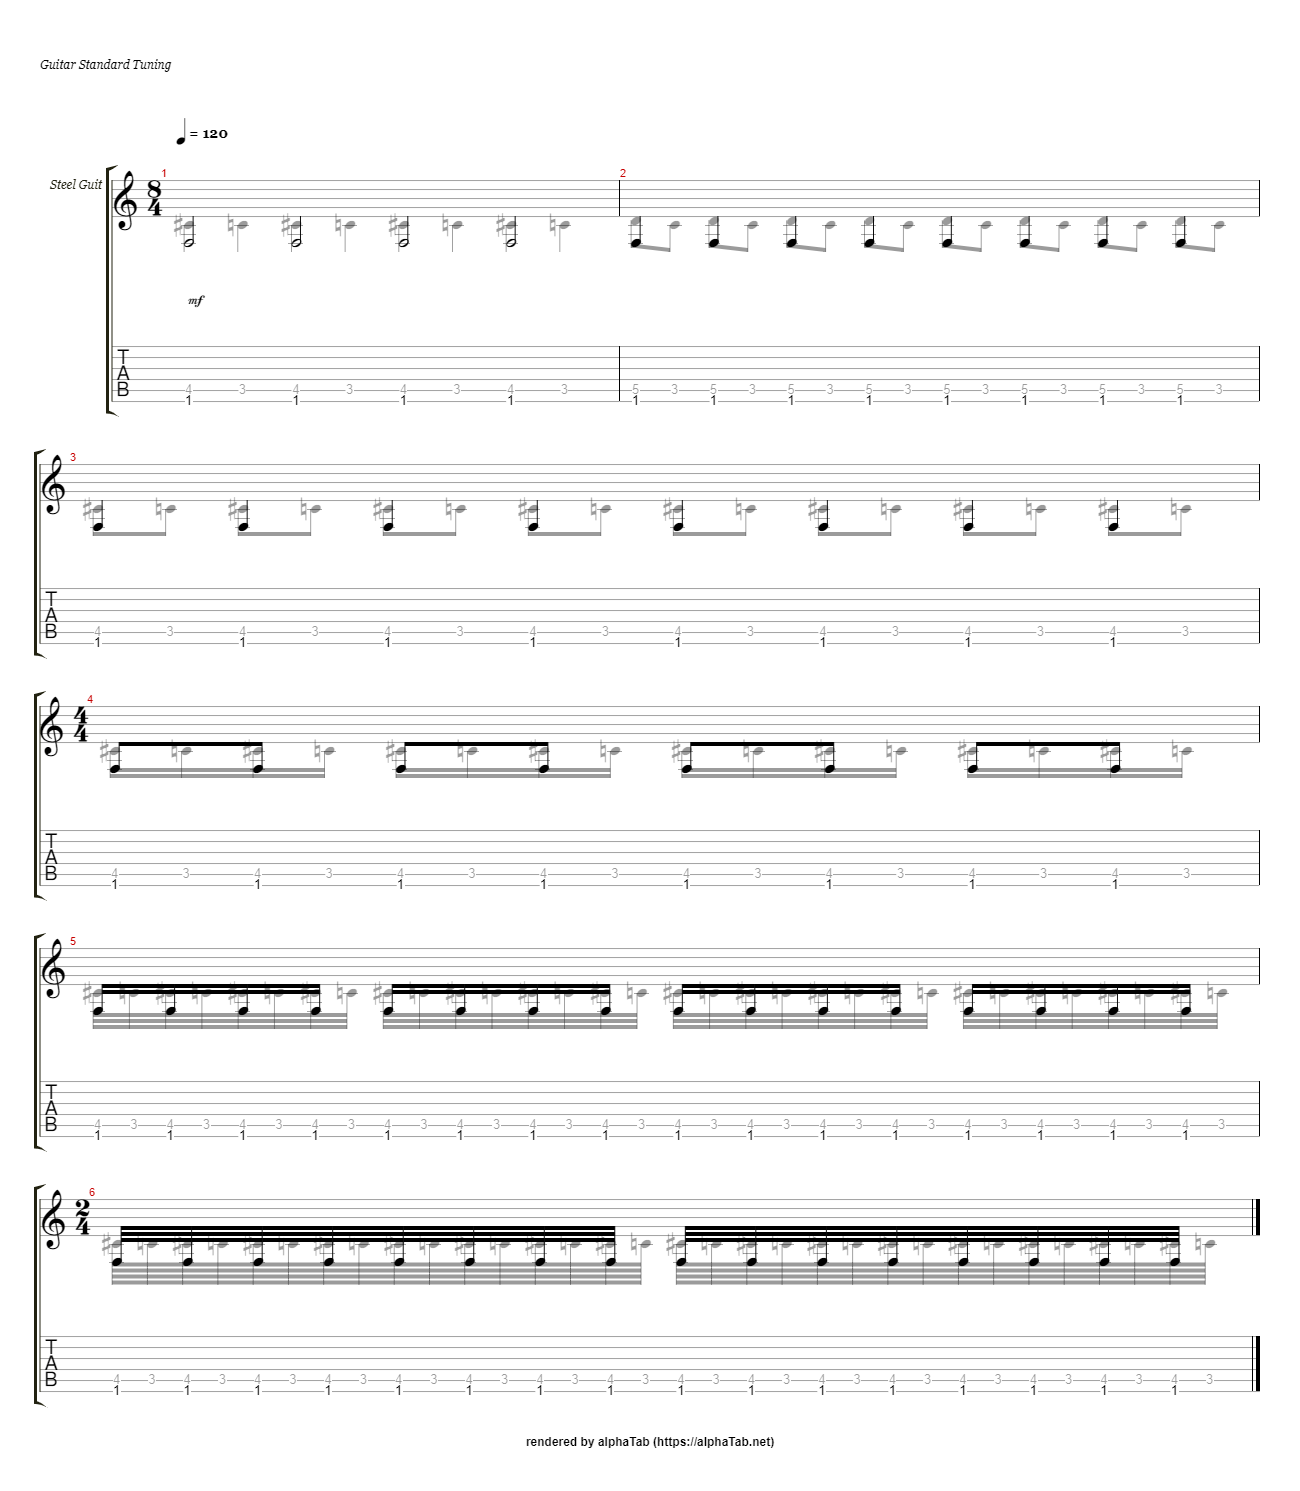 Guitar Standard Tuning
= 120
Steel Guit
1
8
4
2
mf
T
A
B
4 3 4 3 4 3 4 3 5 3 5 3 5 3 5 3 5 3 5 3 5 3 5 3
1 1 1 1 1 1 1 1 1 1 1 1
3
T
A
B
4 3 4 3 4 3 4 3 4 3 4 3 4 3 4 3
1 1 1 1 1 1 1 1
4
4
4
T
A
B
4 3 4 3 4 3 4 3 4 3 4 3 4 3 4 3
1 1 1 1 1 1 1 1
5
T
A
B
4 3 4 3 4 3 4 3 4 3 4 3 4 3 4 3 4 3 4 3 4 3 4 3 4 3 4 3 4 3 4 3
1 1 1 1 1 1 1 1 1 1 1 1 1 1 1 1
6
2
4
T
A
B
4 3 4 3 4 3 4 3 4 3 4 3 4 3 4 3 4 3 4 3 4 3 4 3 4 3 4 3 4 3 4 3
1 1 1 1 1 1 1 1 1 1 1 1 1 1 1 1
rendered by alphaTab (https://alphaTab.net)